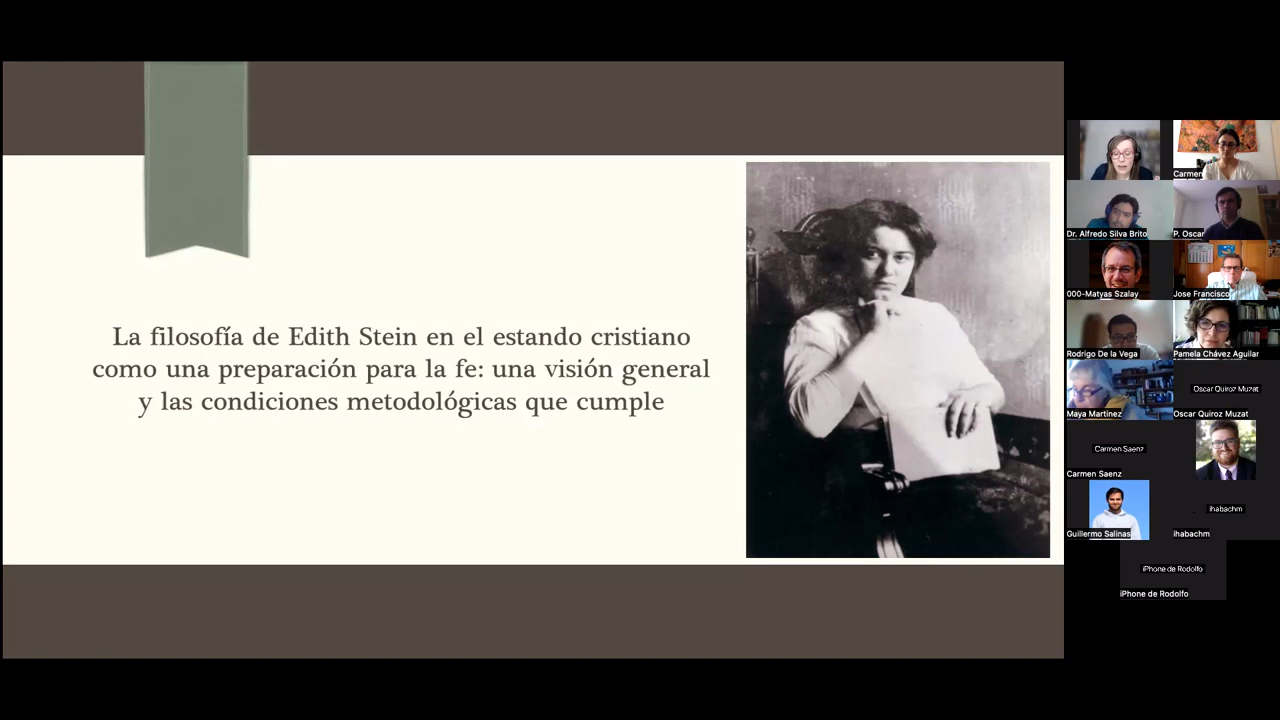 La filosofía de Edith Stein en el estando cristiano
como una preparación para la fe: una visión general
y las condiciones metodológicas que cumple
Carmen
Dr. Alfredo Silva Brito
P. Oscar
000-Matyas Szalay
Jose Francisco
Rodrigo De la Vega
Pamela Chávez Aguilar
Maya Martinez
Oscar Quiroz Muzat
Oscar Quiroz Muzat
Carmen Saenz
Carmen Saenz
Guillermo Salinas
ihabachm
ihabachm
iPhone de Rodolfo
iPhone de Rodolfo